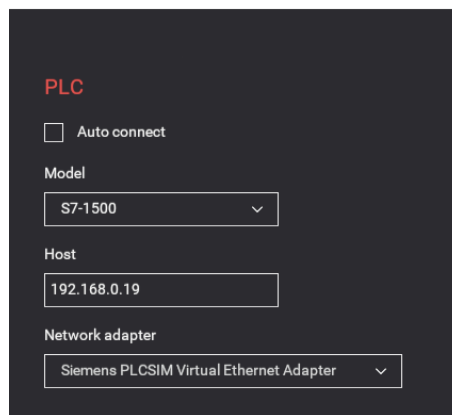 PLC
Auto connect
Model
S7-1500
Host
192.168.0.19
Network adapter
Siemens PLCSIM Virtual Ethernet Adapter